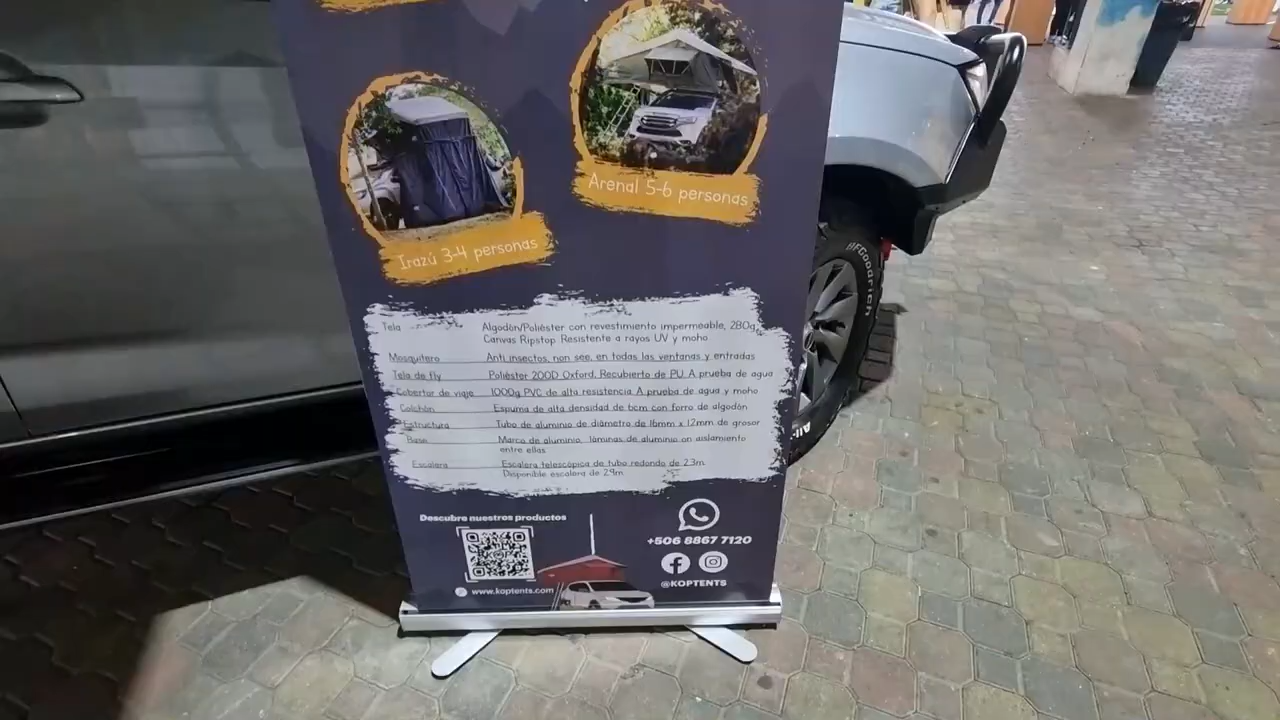 Arenal 5-6 personas
Irazú 3-4 personas
Tela Algodón/Poliéster con revestimiento impermeable, 280g,
Canvas Ripstop Resistente a rayos UV y moho
Mosquitero Anti insectos, non see, en todas las ventanas y entradas
Tela de fly Poliéster 200D Oxford. Recubierto de PU. A prueba de agua
Cobertor de viaje 1000g PVC de alta resistencia A prueba de agua y moho
Colchón Espuma de alta densidad de 6cm con forro de algodón
Estructura Tubo de aluminio de diámetro de 16mm x 12mm de grosor
Base Marco de aluminio, láminas de aluminio on aislamiento
entre ellas
Escalera Escalera telescópica de tubo redondo de 2.3m
Disponible escalera de 2.9m
Descubre nuestros productos
+506 8867 7120
@KOPTENTS
www.koptents.com
BFGoodrich